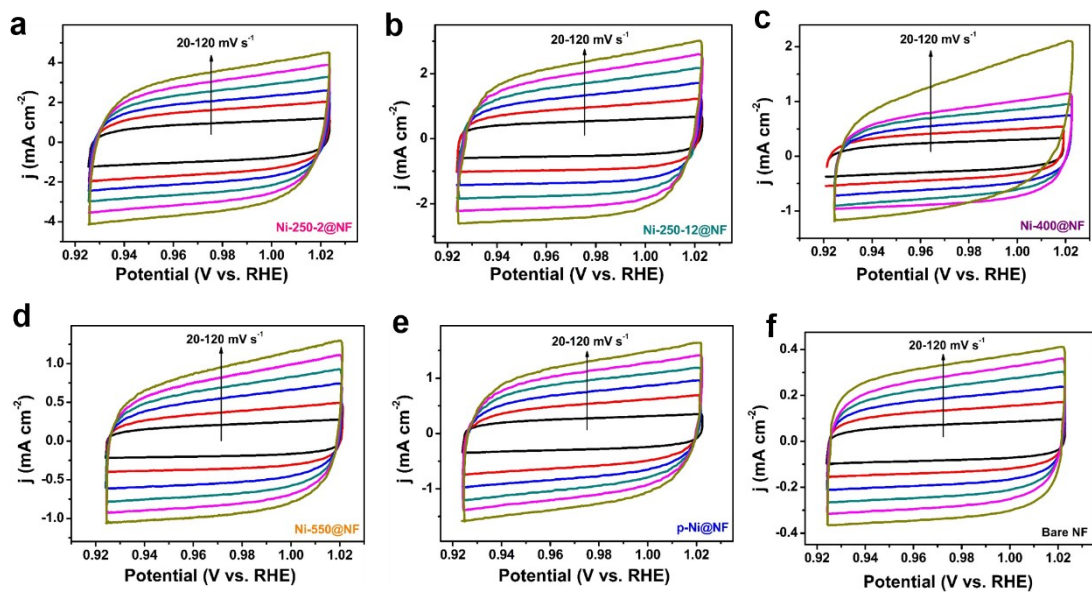 a
20-120 mV s⁻¹
j (mA cm⁻²)
4
2
0
-2
-4
Ni-250-2@NF
0.92 0.94 0.96 0.98 1.00 1.02
Potential (V vs. RHE)
b
20-120 mV s⁻¹
j (mA cm⁻²)
2
0
-2
Ni-250-12@NF
0.92 0.94 0.96 0.98 1.00 1.02
Potential (V vs. RHE)
c
20-120 mV s⁻¹
j (mA cm⁻²)
2
1
0
-1
Ni-400@NF
0.92 0.94 0.96 0.98 1.00 1.02
Potential (V vs. RHE)
d
20-120 mV s⁻¹
j (mA cm⁻²)
1.0
0.5
0.0
-0.5
-1.0
Ni-550@NF
0.92 0.94 0.96 0.98 1.00 1.02
Potential (V vs. RHE)
e
20-120 mV s⁻¹
j (mA cm⁻²)
1
0
-1
p-Ni@NF
0.92 0.94 0.96 0.98 1.00 1.02
Potential (V vs. RHE)
f
20-120 mV s⁻¹
j (mA cm⁻²)
0.4
0.2
0.0
-0.2
-0.4
Bare NF
0.92 0.94 0.96 0.98 1.00 1.02
Potential (V vs. RHE)